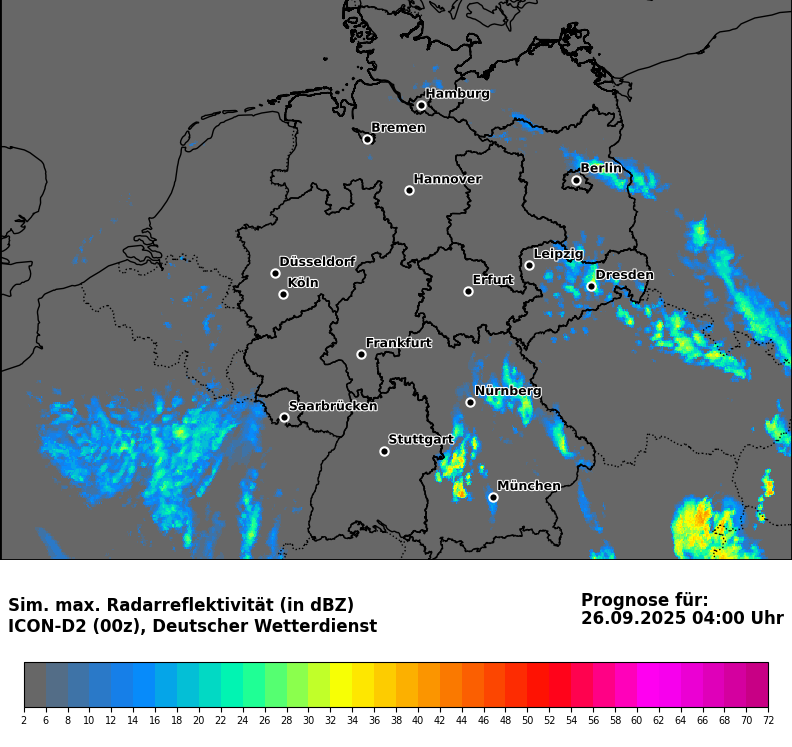 Hamburg
Bremen
Berlin
Hannover
Leipzig
Düsseldorf
Dresden
Köln
Erfurt
Frankfurt
Nürnberg
Saarbrücken
Stuttgart
München
Sim. max. Radarreflektivität (in dBZ)
ICON-D2 (00z), Deutscher Wetterdienst
Prognose für:
26.09.2025 04:00 Uhr
2 6 8 10 12 14 16 18 20 22 24 26 28 30 32 34 36 38 40 42 44 46 48 50 52 54 56 58 60 62 64 66 68 70 72